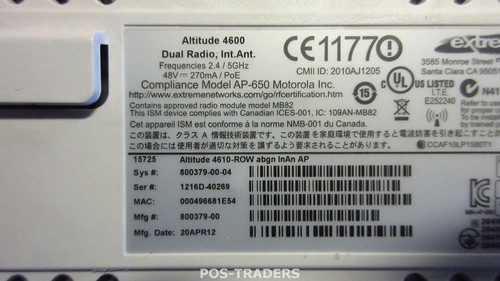 Altitude 4600
Dual Radio, Int.Ant.
Frequencies 2.4 / 5GHz
48V ⎓ 270mA / PoE
Compliance Model AP-650 Motorola Inc.
http://www.extremenetworks.com/go/rfcertification.htm
Contains approved radio module model MB82
This ISM device complies with Canadian ICES-001, IC: 109AN-MB82
Cet appareil ISM est conforme a la norme NMB-001 du Canada.
この装置は、クラス A 情報技術装置です。この装置を家庭環境で使用すると電波妨害を引き起こすこ
この場合には使用者が適切な対策を講ずるよう要求されることがあります。
CE1177
CMII ID: 2010AJ1205
15
C UL US LISTED
I.T.E.
E252240
extre
3585 Monroe Street
Santa Clara CA 95051
N41
CCAF10LP1580T1
15725 Altitude 4610-ROW abgn InAn AP
Sys #: 800379-00-04
Ser #: 1216D-40269
MAC: 000496681E54
Mfg #: 800379-00
Mfg. Date: 20APR12
POS-TRADERS